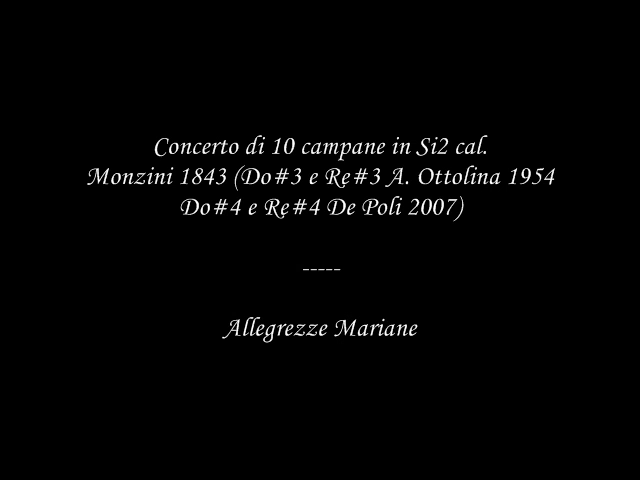 Concerto di 10 campane in Si2 cal.
Monzini 1843 (Do#3 e Re#3 A. Ottolina 1954
Do#4 e Re#4 De Poli 2007)
-----
Allegrezze Mariane